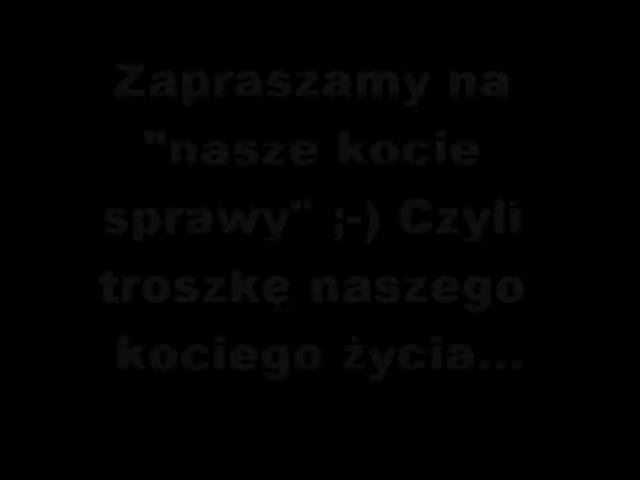 Zapraszamy na
"nasze kocie
sprawy" ;-) Czyli
troszkę naszego
kociego życia...